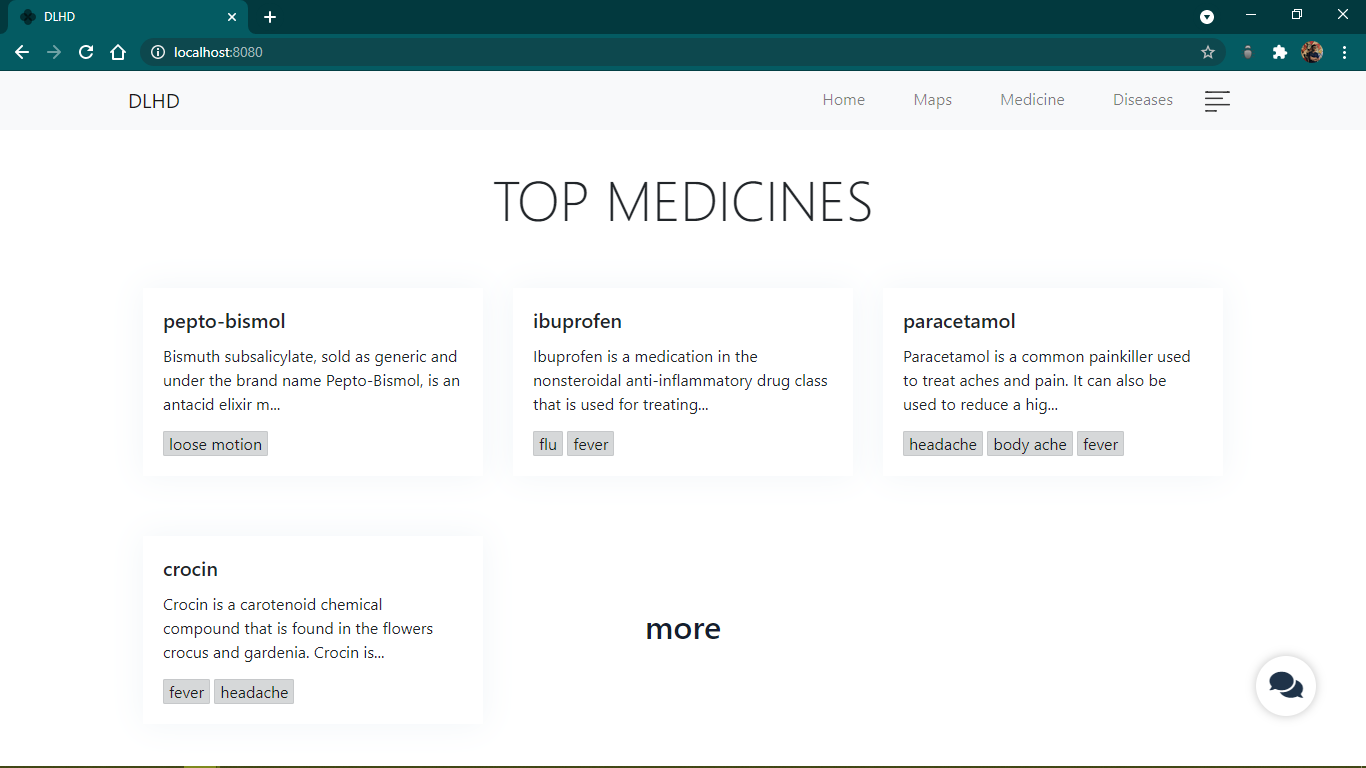 DLHD
localhost:8080
DLHD
Home Maps Medicine Diseases
TOP MEDICINES
pepto-bismol
Bismuth subsalicylate, sold as generic and
under the brand name Pepto-Bismol, is an
antacid elixir m...
loose motion
ibuprofen
Ibuprofen is a medication in the
nonsteroidal anti-inflammatory drug class
that is used for treating...
flu fever
paracetamol
Paracetamol is a common painkiller used
to treat aches and pain. It can also be
used to reduce a hig...
headache body ache fever
crocin
Crocin is a carotenoid chemical
compound that is found in the flowers
crocus and gardenia. Crocin is...
fever headache
more